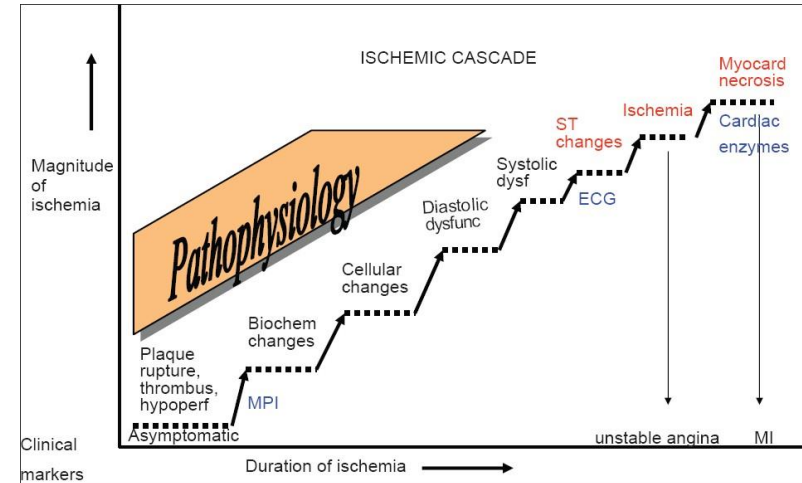 ISCHEMIC CASCADE
Myocard
necrosis
Ischemia
Cardiac
enzymes
ST
changes
Magnitude
of
ischemia
Systolic
dysf
ECG
Pathophysiology
Diastolic
dysfunc
Cellular
changes
Biochem
changes
Plaque
rupture,
thrombus,
hypoperf
MPI
Asymptomatic
unstable angina
MI
Clinical
markers
Duration of ischemia